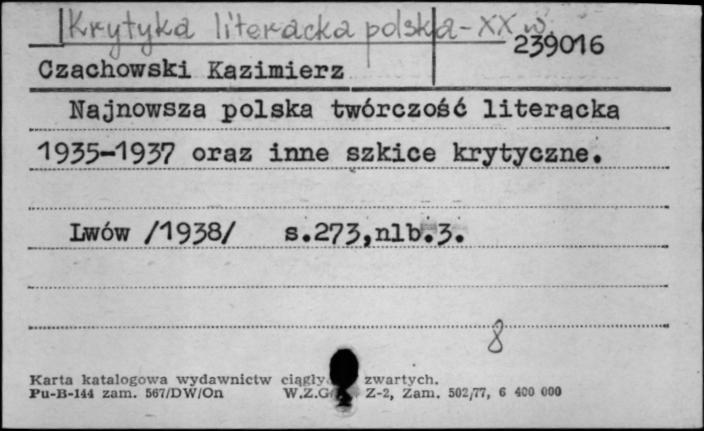 Krytyka literacka polska - XX w.
239016
Czachowski Kazimierz
Najnowsza polska twórczość literacka
1935-1937 oraz inne szkice krytyczne.
Lwów /1938/ s.273,nlb.3.
8
Karta katalogowa wydawnictw ciągły zwartych.
Pu-B-144 zam. 567/DW/On W.Z.G Z-2, Zam. 502/77, 6 400 000